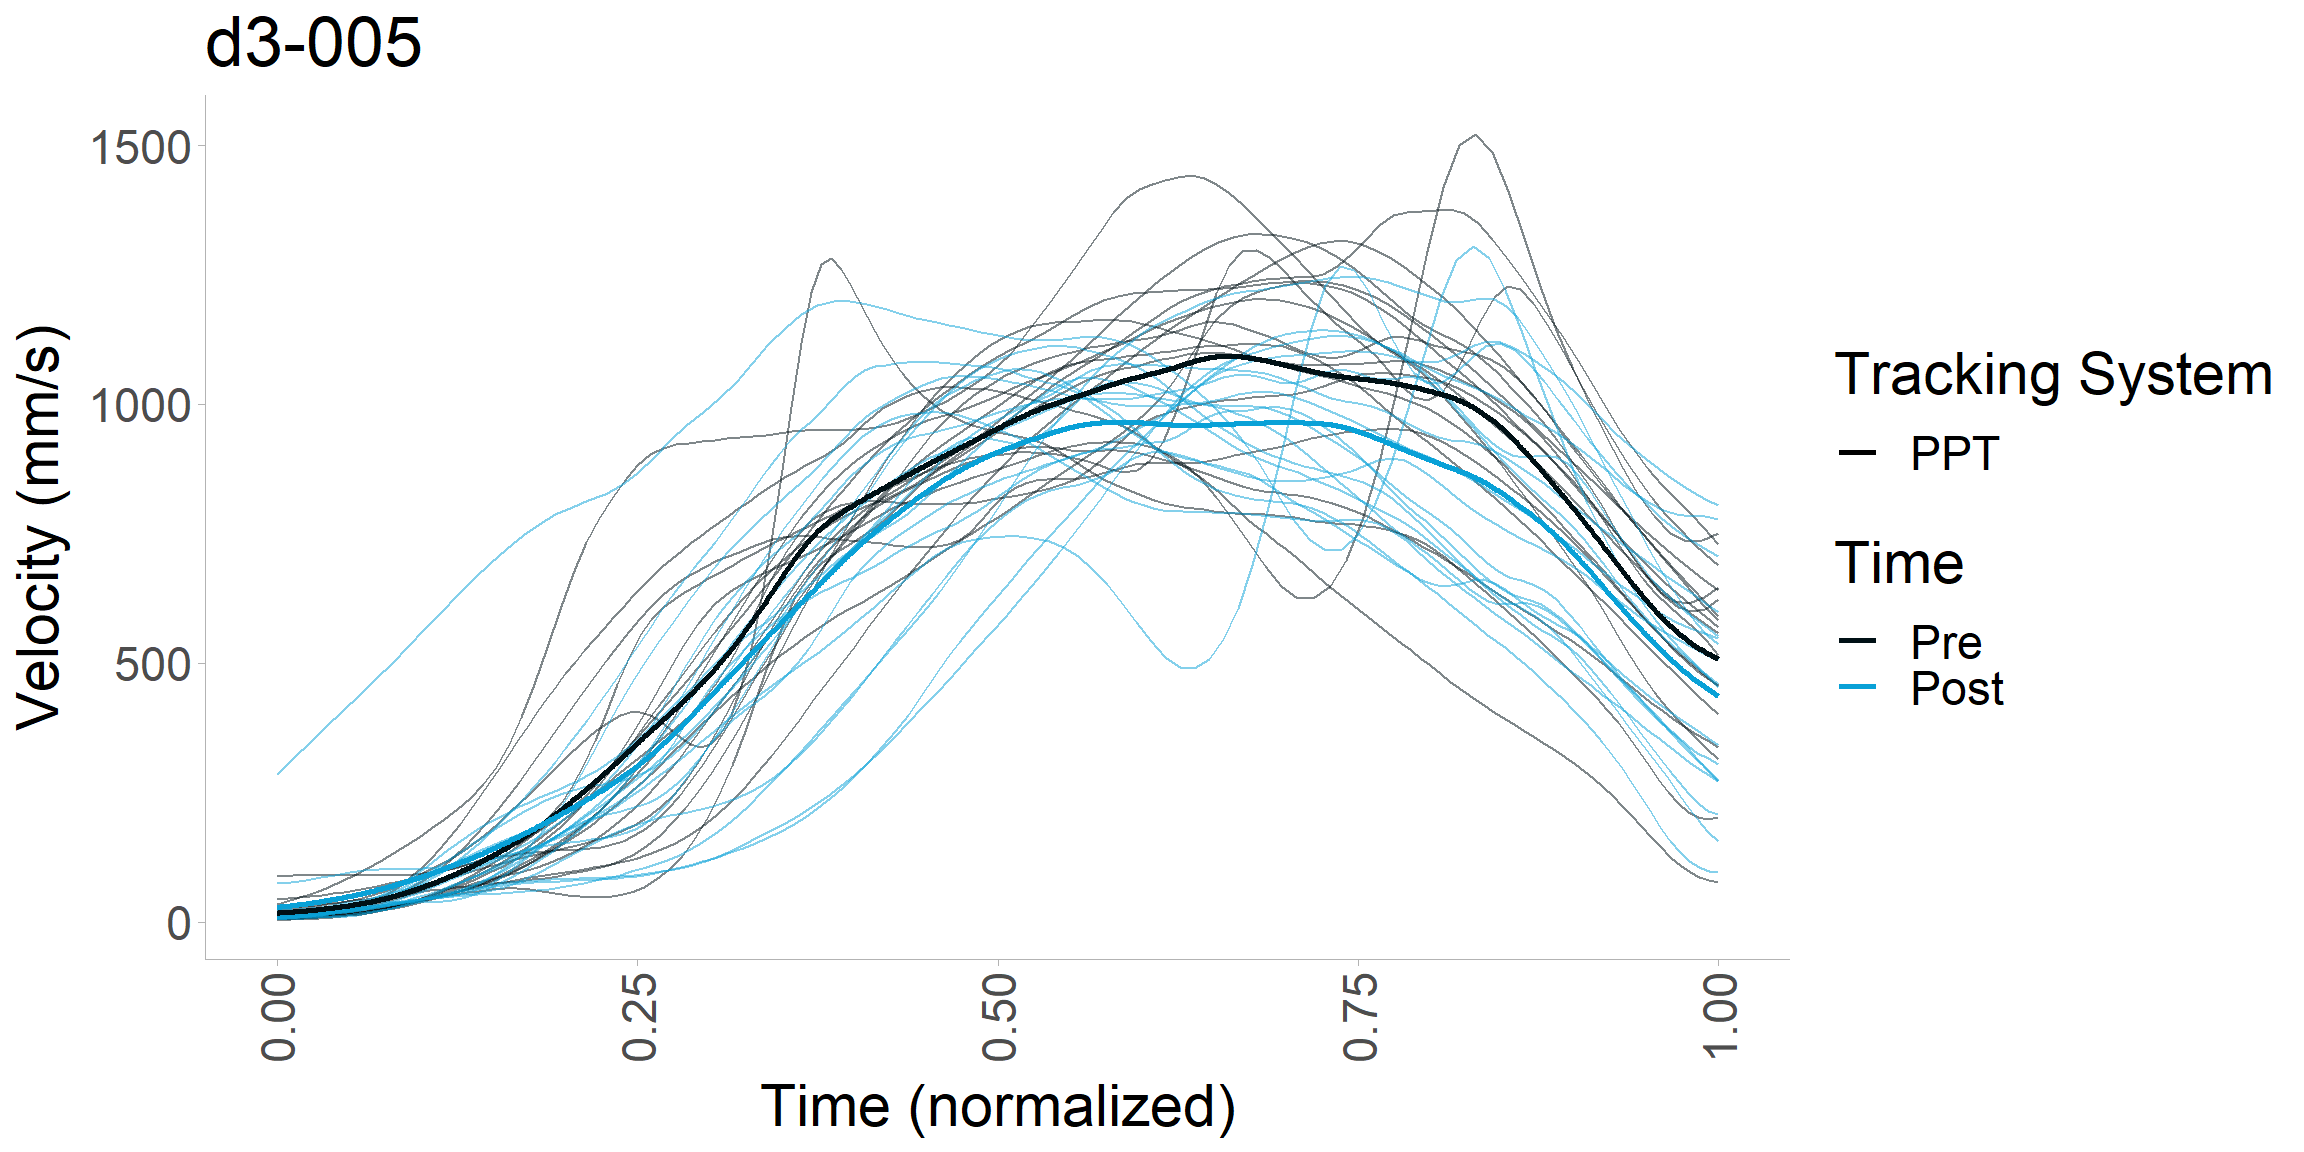 d3-005
Velocity (mm/s)
1500
1000
500
0
0.00
0.25
0.50
0.75
1.00
Time (normalized)
Tracking System
PPT
Time
Pre
Post